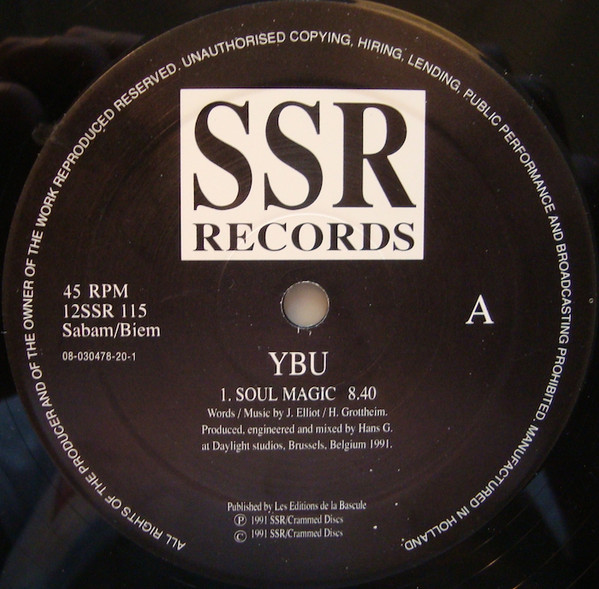 ALL RIGHTS OF THE PRODUCER AND OF THE OWNER OF THE WORK REPRODUCED RESERVED. UNAUTHORISED COPYING, HIRING, LENDING, PUBLIC PERFORMANCE AND BROADCASTING PROHIBITED. MANUFACTURED IN HOLLAND.
SSR
RECORDS
45 RPM
12SSR 115
Sabam/Biem
08-030478-20-1
A
YBU
1. SOUL MAGIC 8.40
Words / Music by J. Elliot / H. Grottheim.
Produced, engineered and mixed by Hans G.
at Daylight studios, Brussels, Belgium 1991.
Published by Les Editions de la Bascule
Ⓟ 1991 SSR/Crammed Discs
© 1991 SSR/Crammed Discs